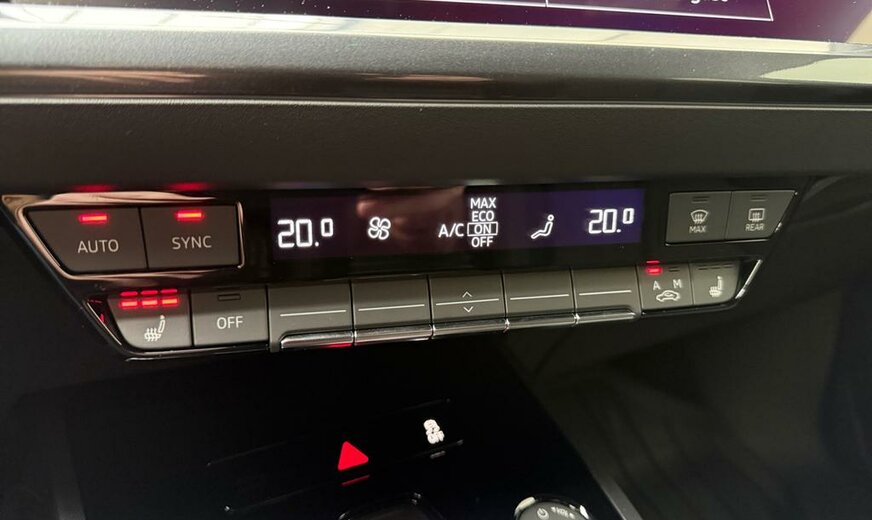 MAX
20.0 A/C ECO 20.0
ON
OFF
AUTO SYNC
MAX REAR
OFF
A M